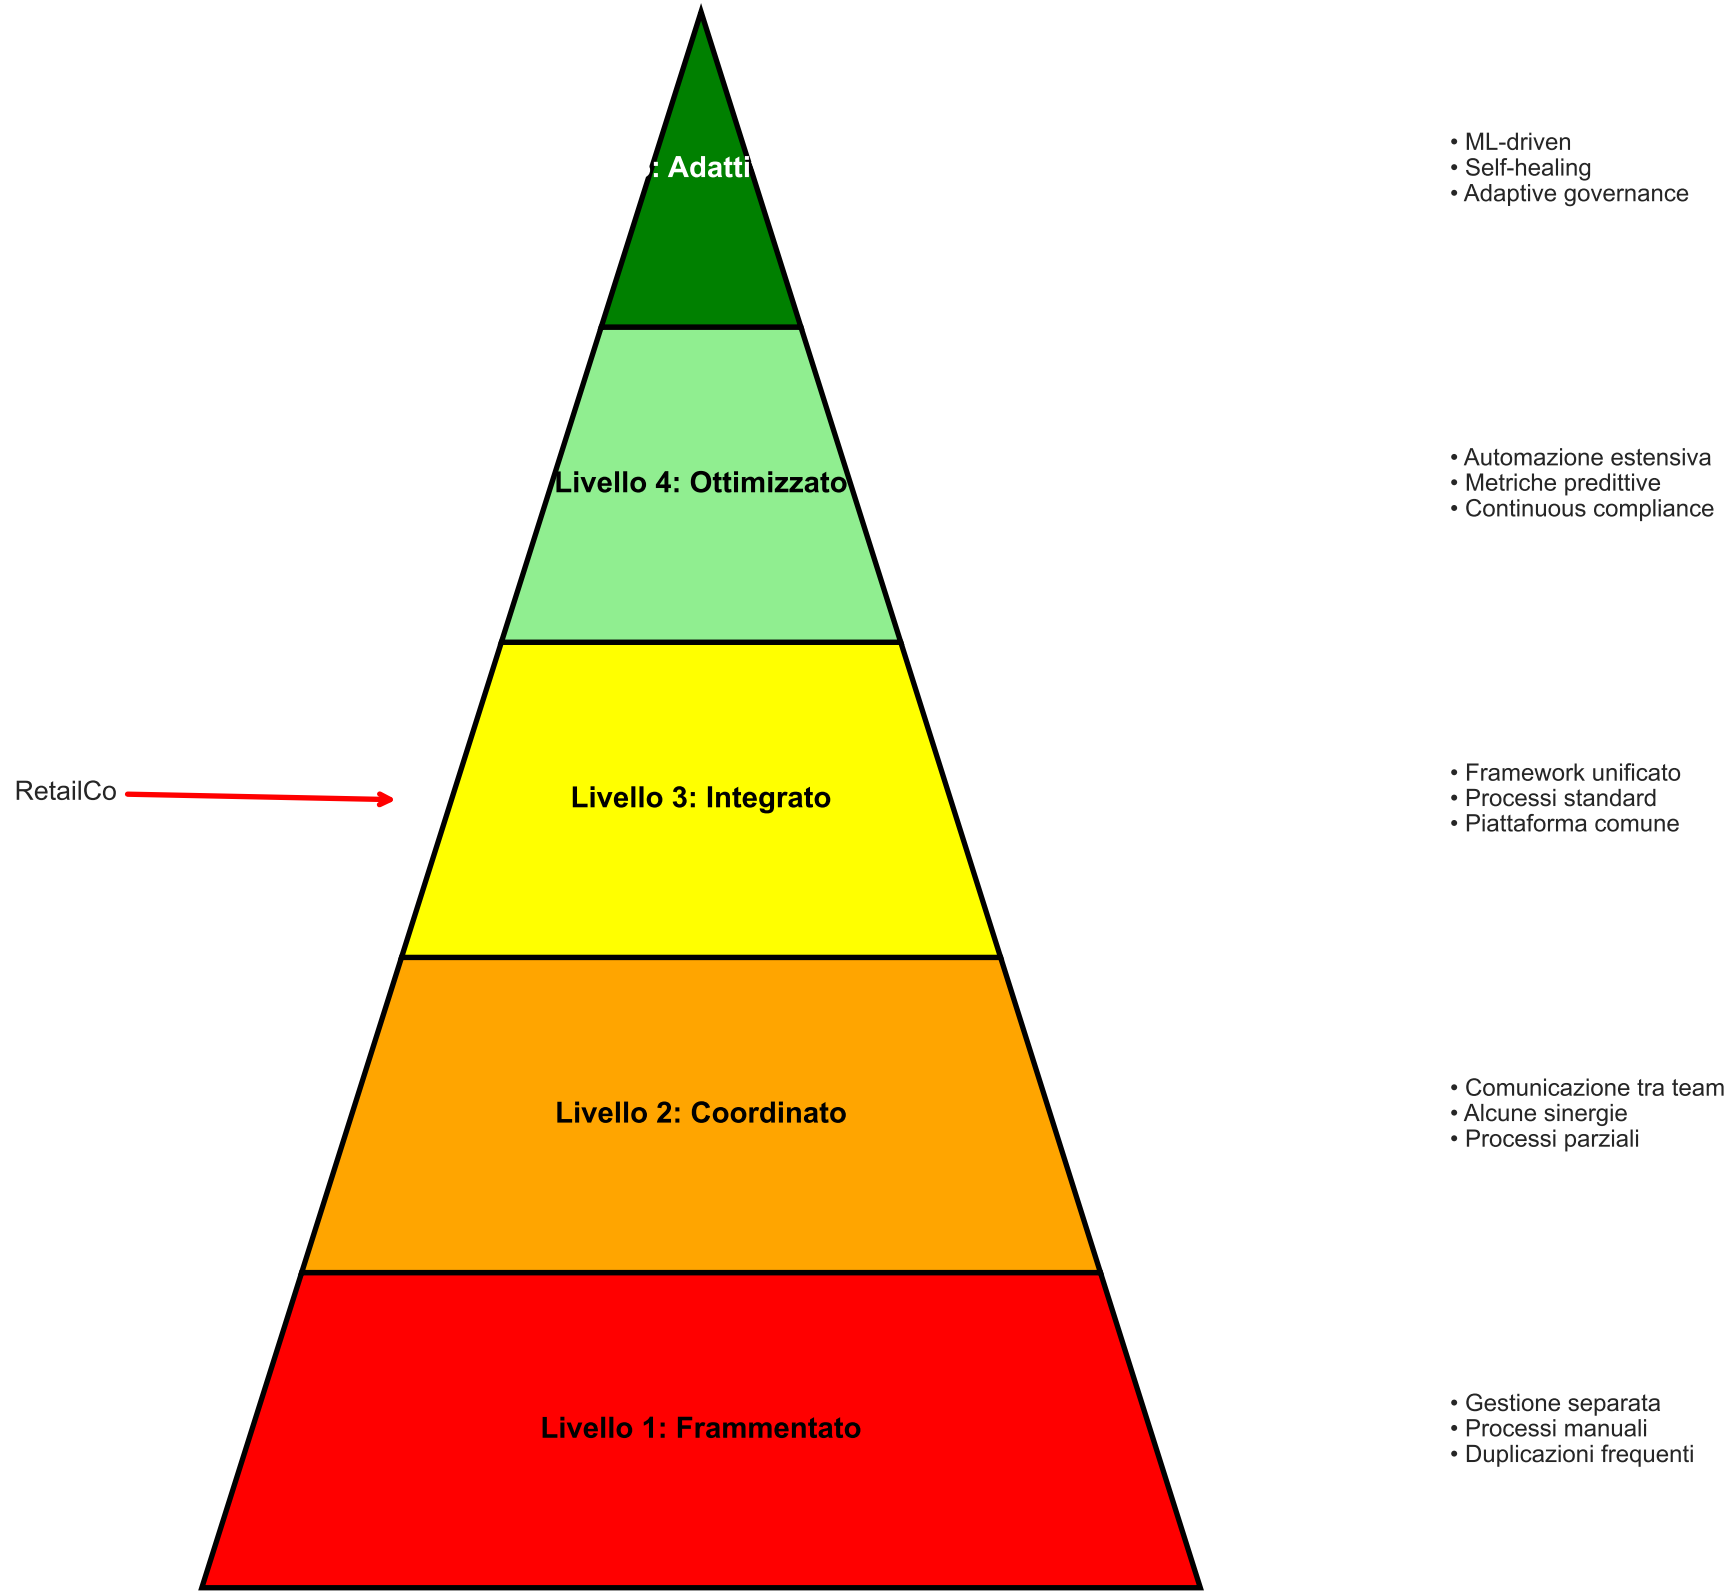 : Adatti
• ML-driven
• Self-healing
• Adaptive governance
Livello 4: Ottimizzato
• Automazione estensiva
• Metriche predittive
• Continuous compliance
RetailCo
Livello 3: Integrato
• Framework unificato
• Processi standard
• Piattaforma comune
Livello 2: Coordinato
• Comunicazione tra team
• Alcune sinergie
• Processi parziali
Livello 1: Frammentato
• Gestione separata
• Processi manuali
• Duplicazioni frequenti